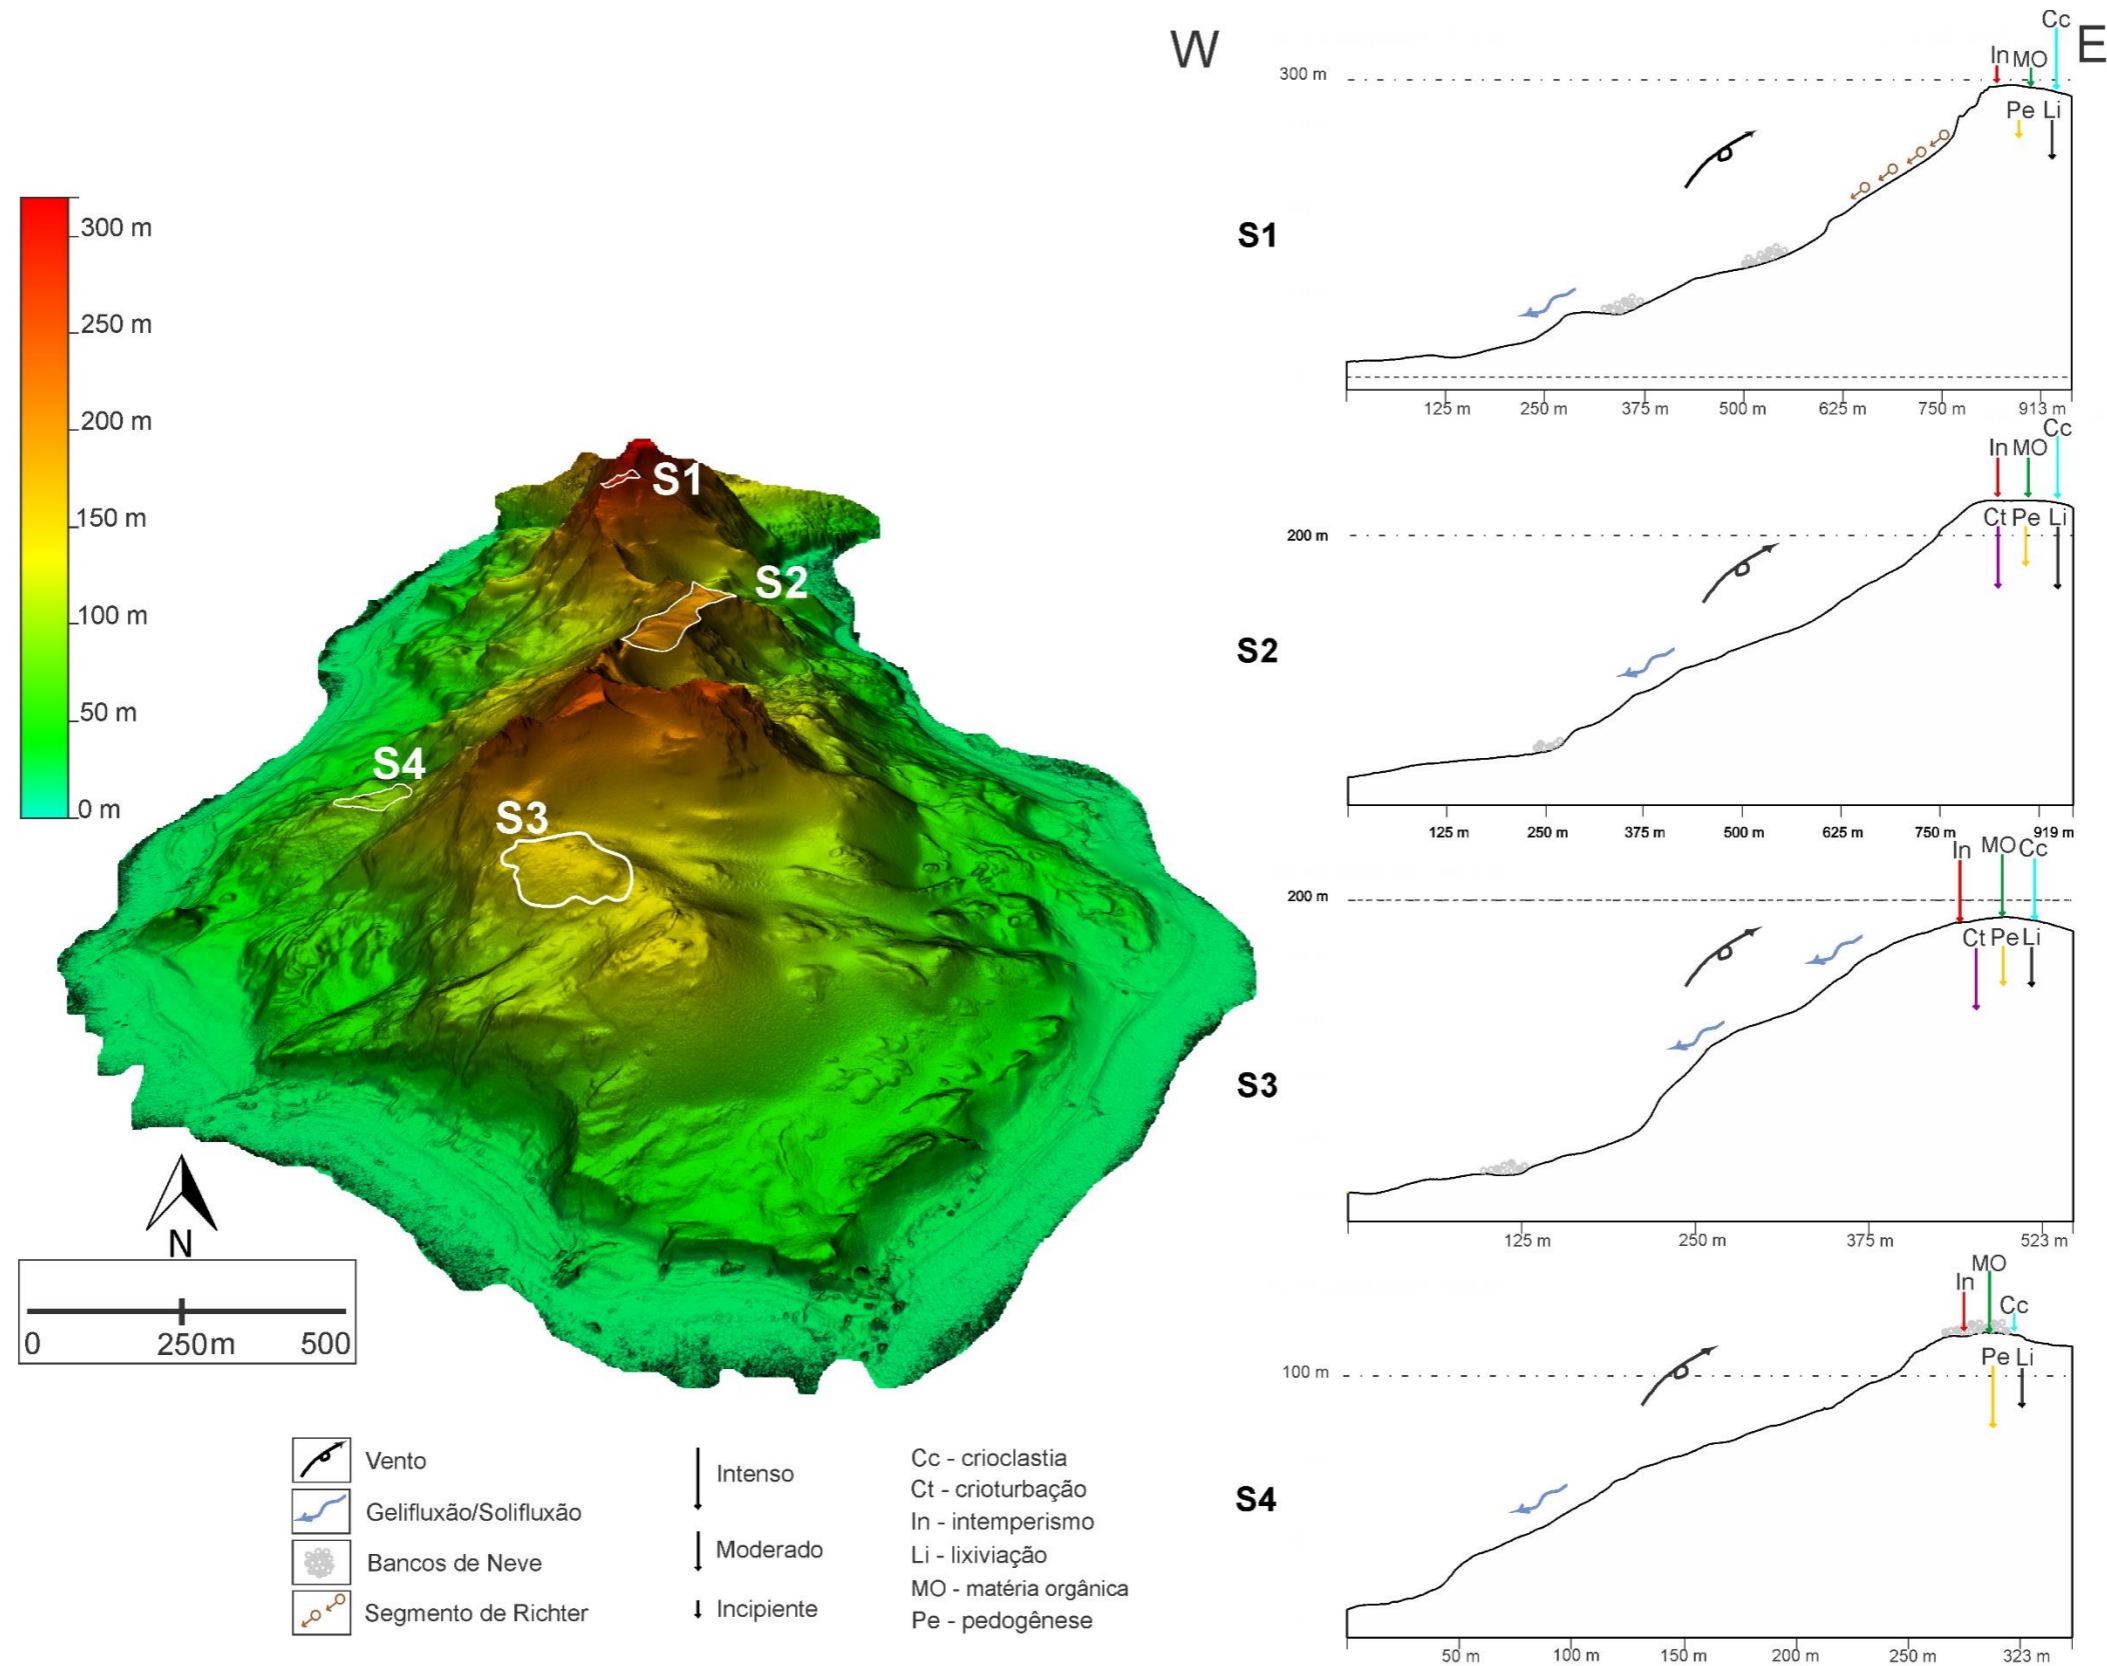 300 m
250 m
200 m
150 m
100 m
50 m
0 m
S1
S2
S4
S3
N
0 250m 500
Vento
Gelifluxão/Solifluxão
Bancos de Neve
Segmento de Richter
Intenso
Moderado
Incipiente
Cc - crioclastia
Ct - crioturbação
In - intemperismo
Li - lixiviação
MO - matéria orgânica
Pe - pedogênese
W
E
Cc
In MO
300 m
Pe Li
S1
125 m 250 m 375 m 500 m 625 m 750 m 913 m
Cc
In MO
Ct Pe Li
200 m
S2
125 m 250 m 375 m 500 m 625 m 750 m 919 m
In MO Cc
200 m
Ct Pe Li
S3
125 m 250 m 375 m 523 m
MO
In
Cc
Pe Li
100 m
S4
50 m 100 m 150 m 200 m 250 m 323 m